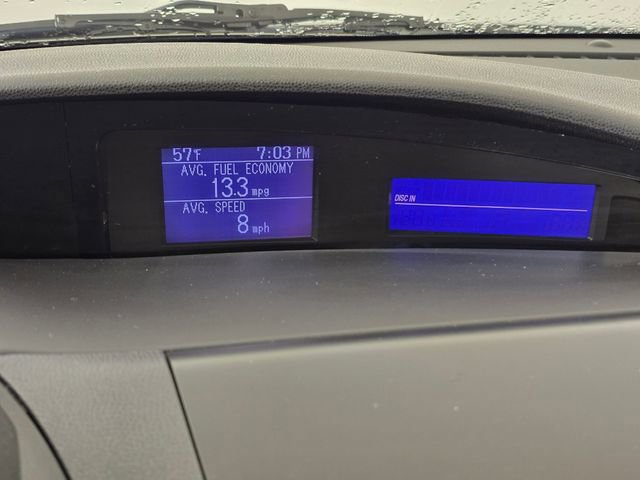 57°F 7:03 PM
AVG. FUEL ECONOMY
13.3 mpg
AVG. SPEED
8 mph
DISC IN